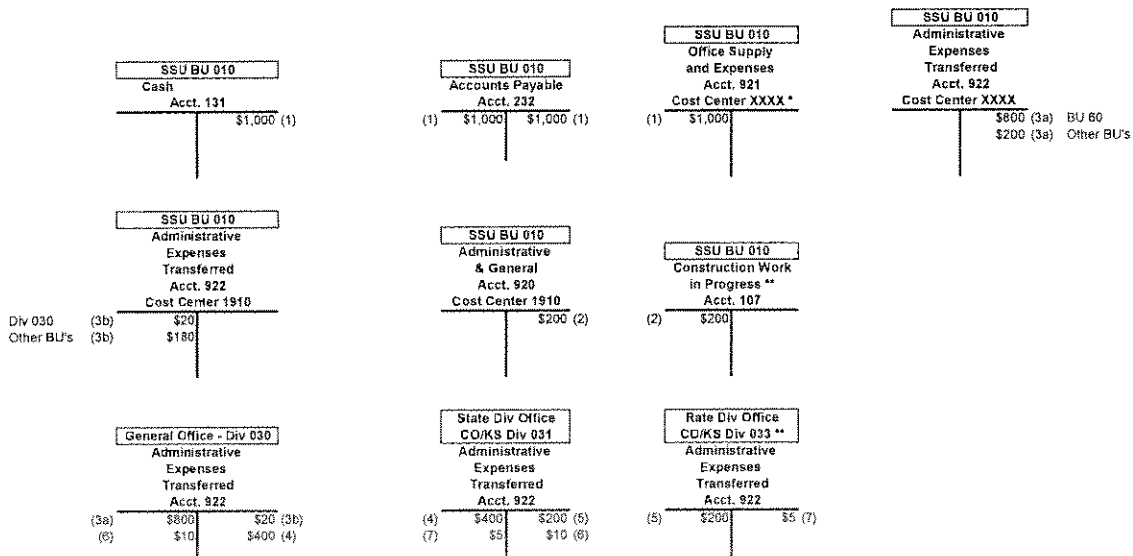 SSU BU 010
Cash
Acct. 131
$1,000 (1)
SSU BU 010
Accounts Payable
Acct. 232
(1) $1,000 $1,000 (1)
SSU BU 010
Office Supply
and Expenses
Acct. 921
Cost Center XXXX *
(1) $1,000
SSU BU 010
Administrative
Expenses
Transferred
Acct. 922
Cost Center XXXX
$800 (3a) BU 60
$200 (3a) Other BU's
SSU BU 010
Administrative
Expenses
Transferred
Acct. 922
Cost Center 1910
Div 030 (3b) $20
Other BU's (3b) $180
SSU BU 010
Administrative
& General
Acct. 920
Cost Center 1910
$200 (2)
SSU BU 010
Construction Work
in Progress **
Acct. 107
(2) $200
General Office - Div 030
Administrative
Expenses
Transferred
Acct. 922
(3a) $800 $20 (3b)
(6) $10 $400 (4)
State Div Office
CO/KS Div 031
Administrative
Expenses
Transferred
Acct. 922
(4) $400 $200 (5)
(7) $5 $10 (6)
Rate Div Office
CO/KS Div 033 **
Administrative
Expenses
Transferred
Acct. 922
(5) $200 $5 (7)